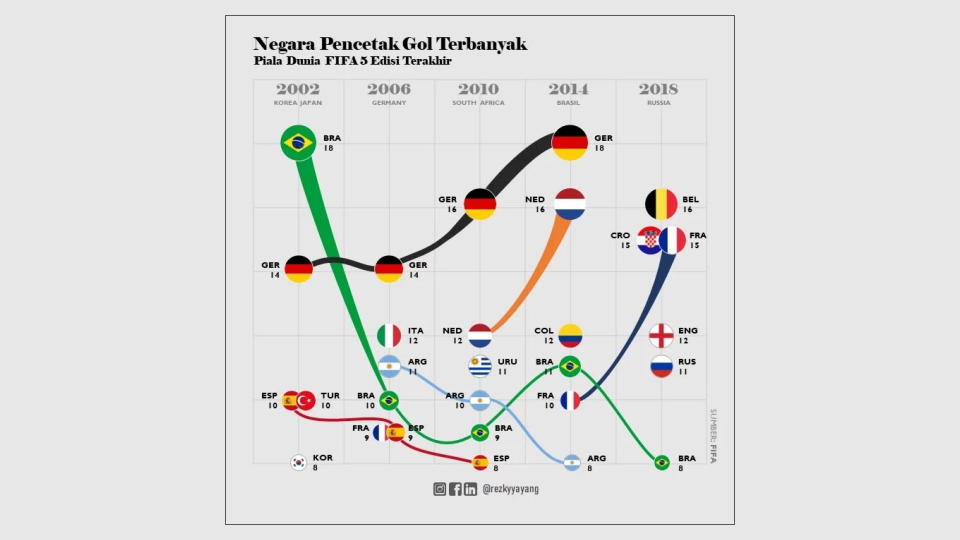 Negara Pencetak Gol Terbanyak
Piala Dunia FIFA 5 Edisi Terakhir
2002 2006 2010 2014 2018
KOREA JAPAN GERMANY SOUTH AFRICA BRASIL RUSSIA
BRA
18
GER
18
GER
16
NED
16
BEL
16
CRO
15
FRA
15
GER
14
GER
14
ITA
12
NED
12
COL
12
ENG
12
ARG
11
URU
11
BRA
11
RUS
11
ESP
10
TUR
10
BRA
10
ARG
10
FRA
10
FRA
9
ESP
9
BRA
9
KOR
8
ESP
8
ARG
8
BRA
8
SUMBER: FIFA
@rezkyyayang